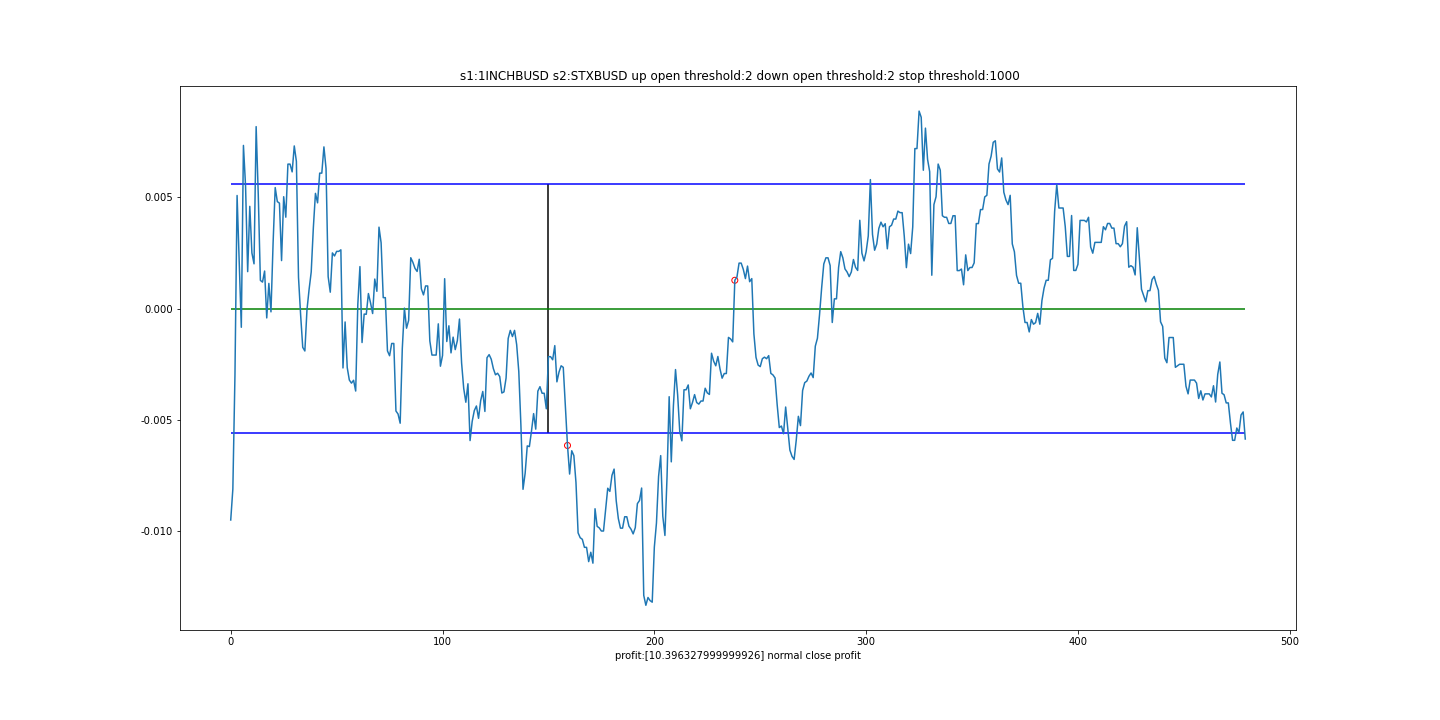 s1:1INCHBUSD s2:STXBUSD up open threshold:2 down open threshold:2 stop threshold:1000
0.005
0.000
-0.005
-0.010
0 100 200 300 400 500
profit:[10.396327999999926] normal close profit